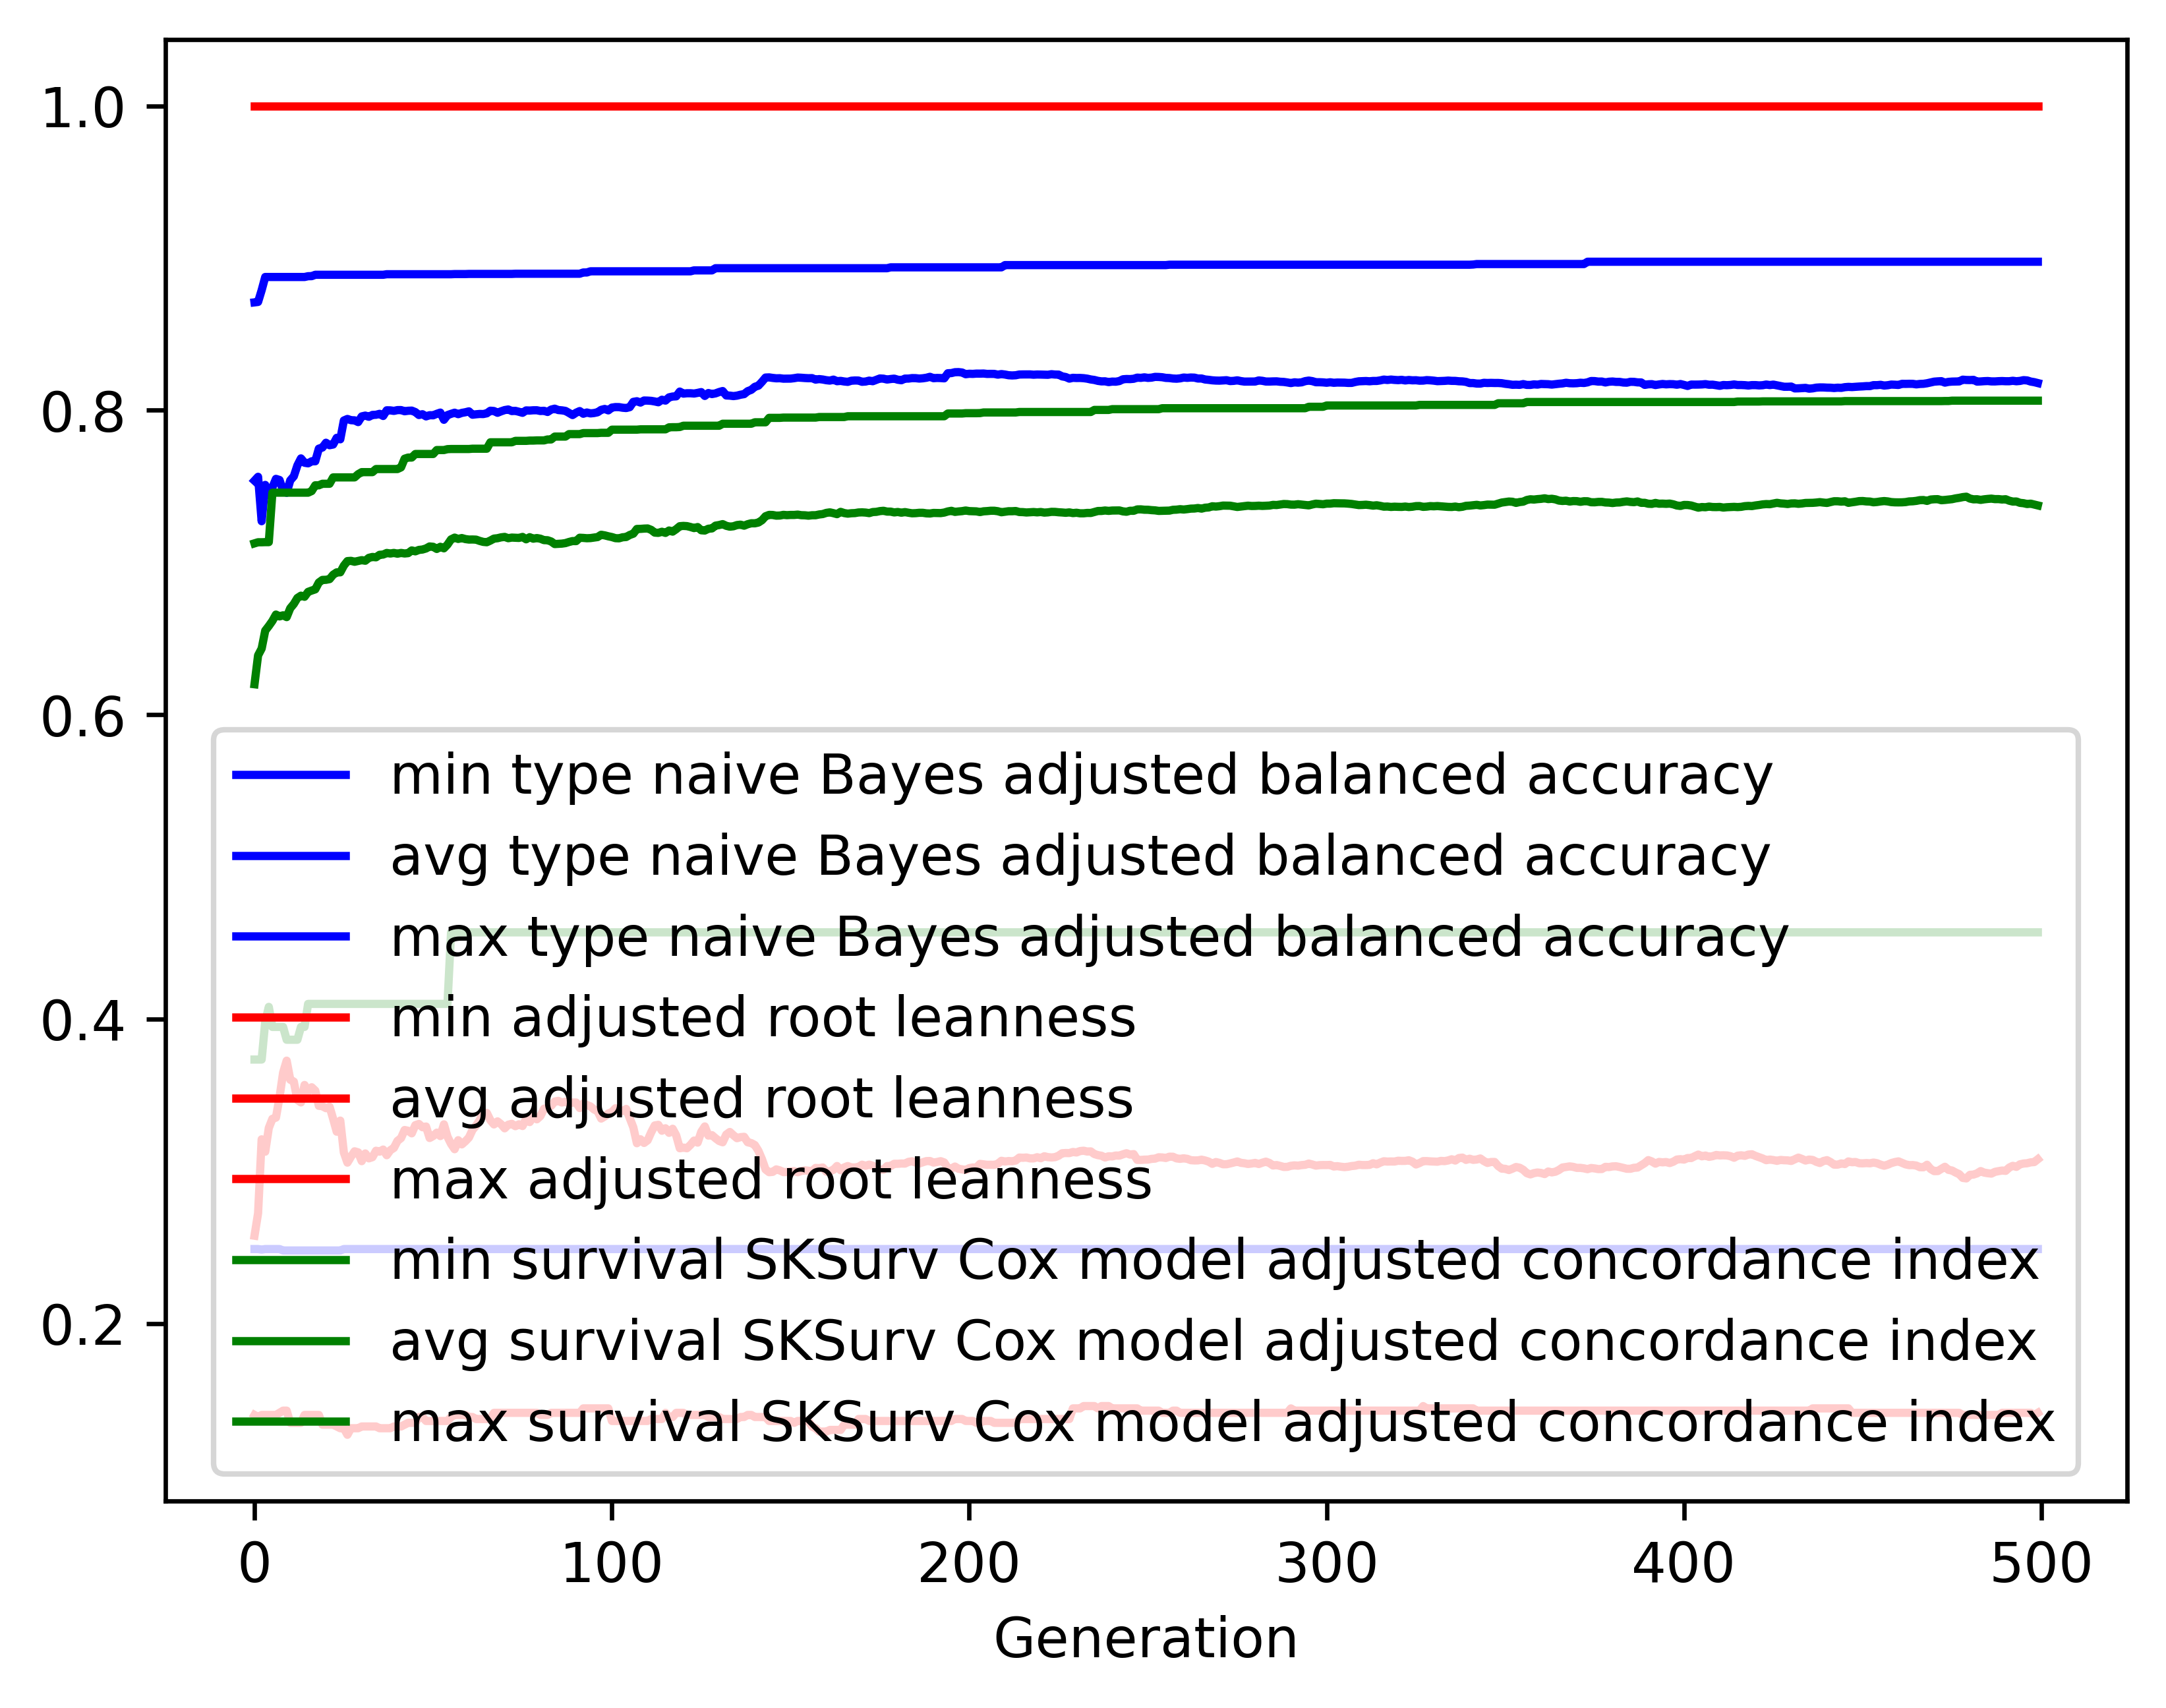 1.0
0.8
0.6
0.4
0.2
min type naive Bayes adjusted balanced accuracy
avg type naive Bayes adjusted balanced accuracy
max type naive Bayes adjusted balanced accuracy
min adjusted root leanness
avg adjusted root leanness
max adjusted root leanness
min survival SKSurv Cox model adjusted concordance index
avg survival SKSurv Cox model adjusted concordance index
max survival SKSurv Cox model adjusted concordance index
0 100 200 300 400 500
Generation